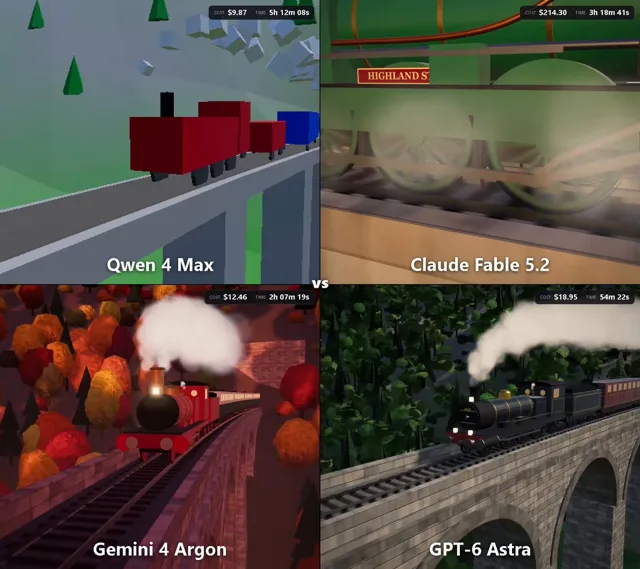 COST $9.87 TIME 5h 12m 08s
COST $214.30 TIME 3h 18m 41s
HIGHLAND S
Qwen 4 Max
Claude Fable 5.2
vs
COST $12.46 TIME 2h 07m 19s
COST $18.95 TIME 54m 22s
Gemini 4 Argon
GPT-6 Astra